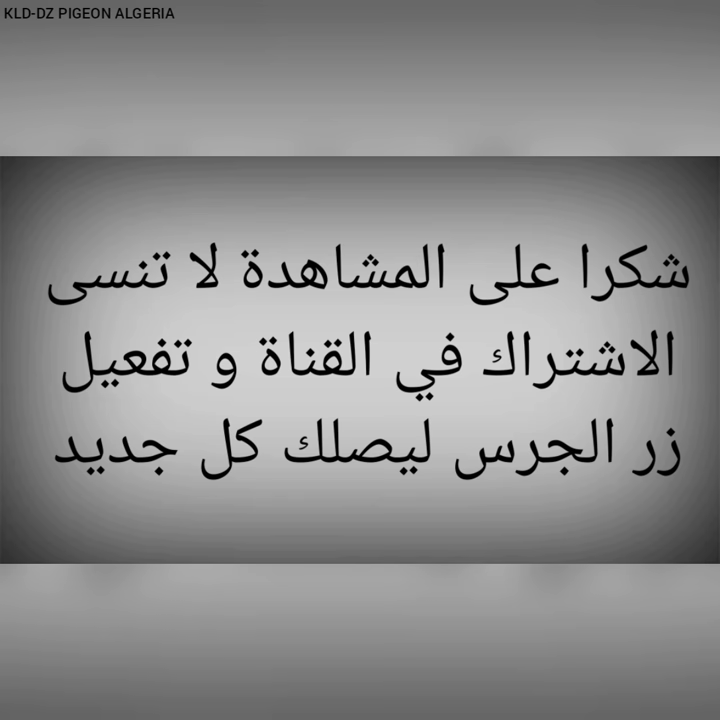 KLD-DZ PIGEON ALGERIA
شكرا على المشاهدة لا تنسى
الاشتراك في القناة و تفعيل
زر الجرس ليصلك كل جديد